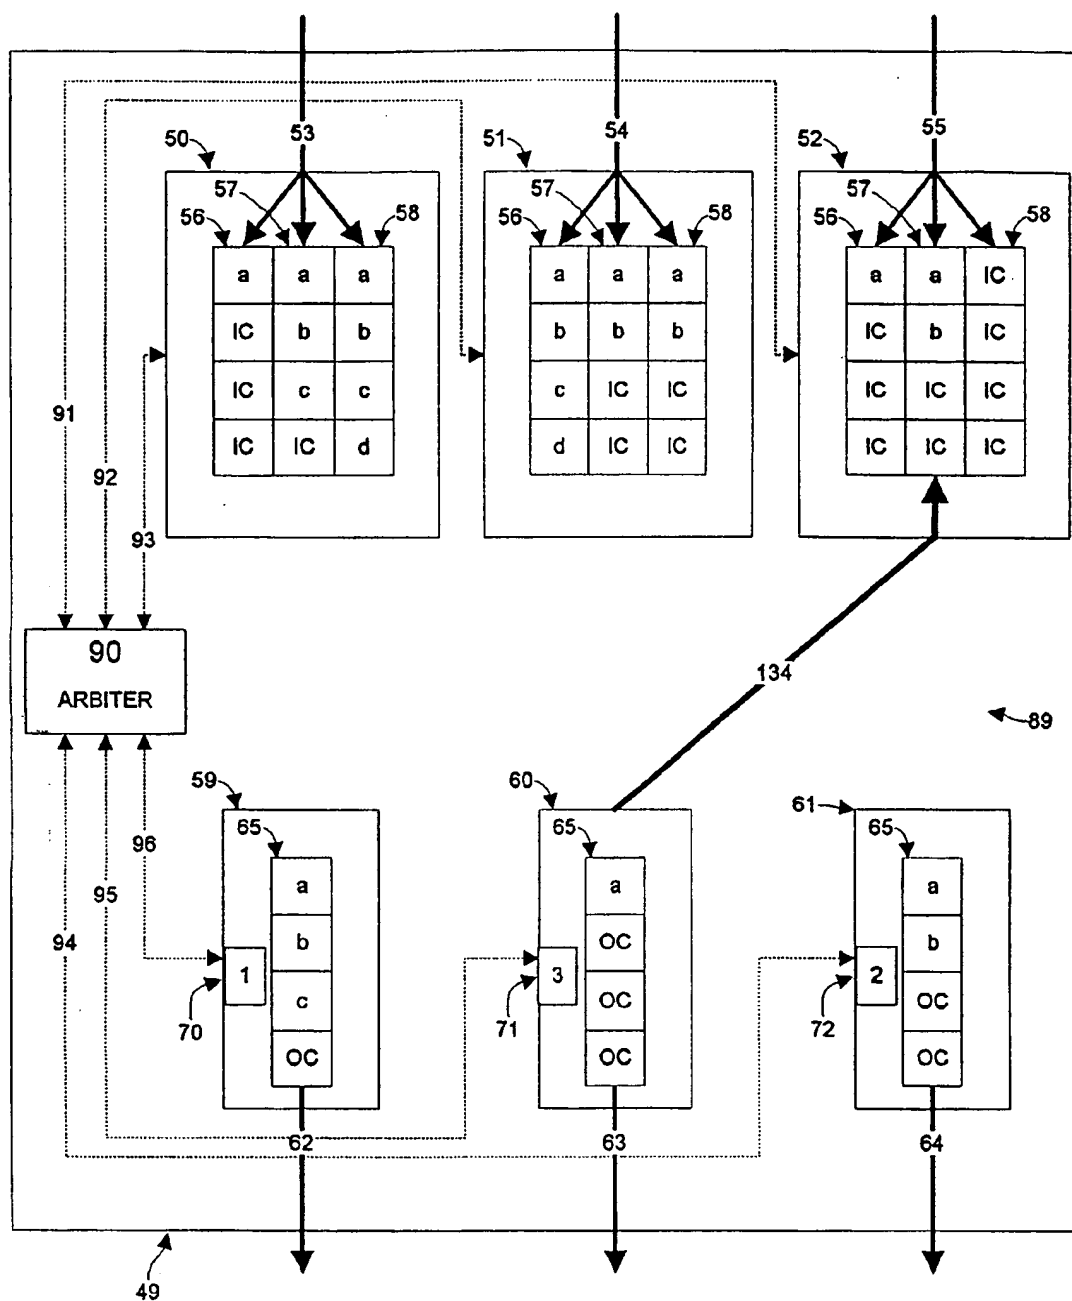 53 54 55
50 51 52
57 57 57
56 58 56 58 56 58
a a a a a a a a IC
IC b b b b b IC b IC
IC c c c IC IC IC IC IC
IC IC d d IC IC IC IC IC
91
92
93
90
ARBITER
134
89
59 60 61
65 65 65
a a a
96
95
b OC b
94
1 3 2
c OC OC
70 71 72
OC OC OC
62 63 64
49